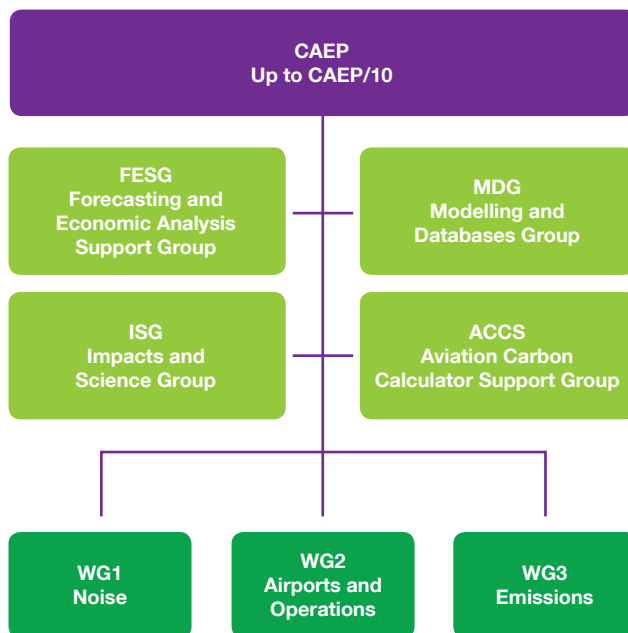 CAEP
Up to CAEP/10
FESG
Forecasting and
Economic Analysis
Support Group
MDG
Modelling and
Databases Group
ISG
Impacts and
Science Group
ACCS
Aviation Carbon
Calculator Support Group
WG1
Noise
WG2
Airports and
Operations
WG3
Emissions